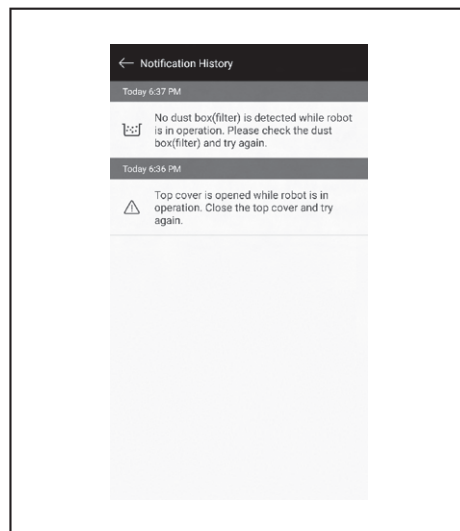 ← Notification History
Today 6:37 PM
No dust box(filter) is detected while robot
is in operation. Please check the dust
box(filter) and try again.
Today 6:36 PM
Top cover is opened while robot is in
operation. Close the top cover and try
again.